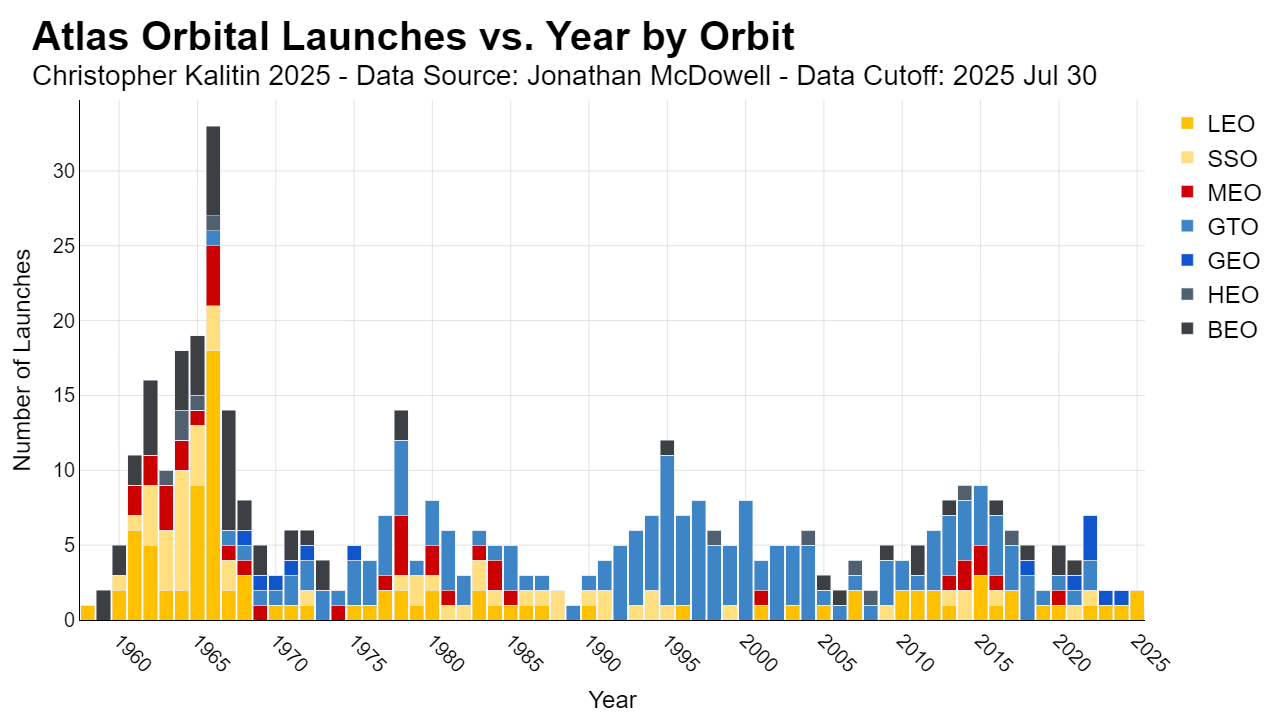 Atlas Orbital Launches vs. Year by Orbit
Christopher Kalitin 2025 - Data Source: Jonathan McDowell - Data Cutoff: 2025 Jul 30
LEO
SSO
MEO
GTO
GEO
HEO
BEO
Number of Launches
30
25
20
15
10
5
0
1960
1965
1970
1975
1980
1985
1990
1995
2000
2005
2010
2015
2020
2025
Year